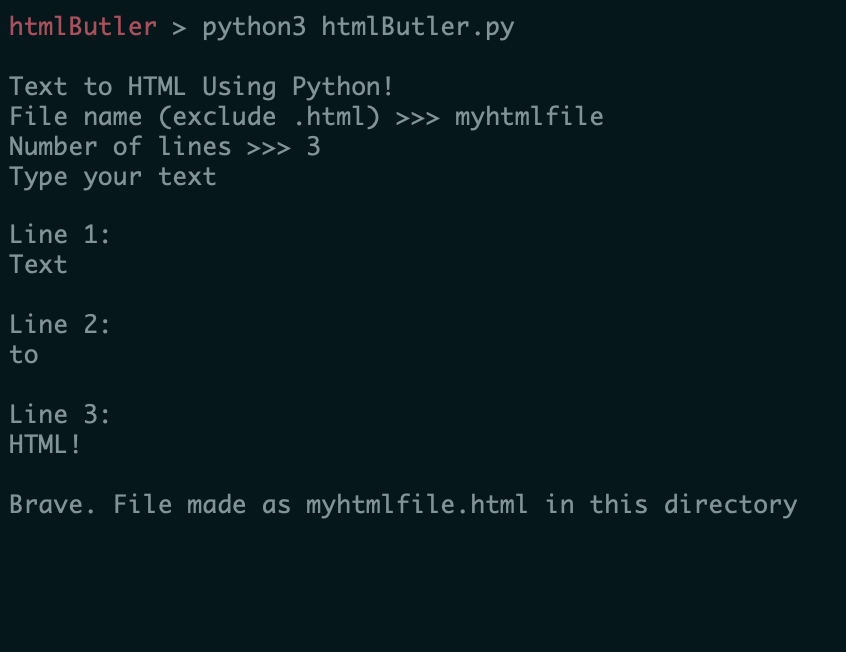 htmlButler > python3 htmlButler.py
Text to HTML Using Python!
File name (exclude .html) >>> myhtmlfile
Number of lines >>> 3
Type your text
Line 1:
Text
Line 2:
to
Line 3:
HTML!
Brave. File made as myhtmlfile.html in this directory